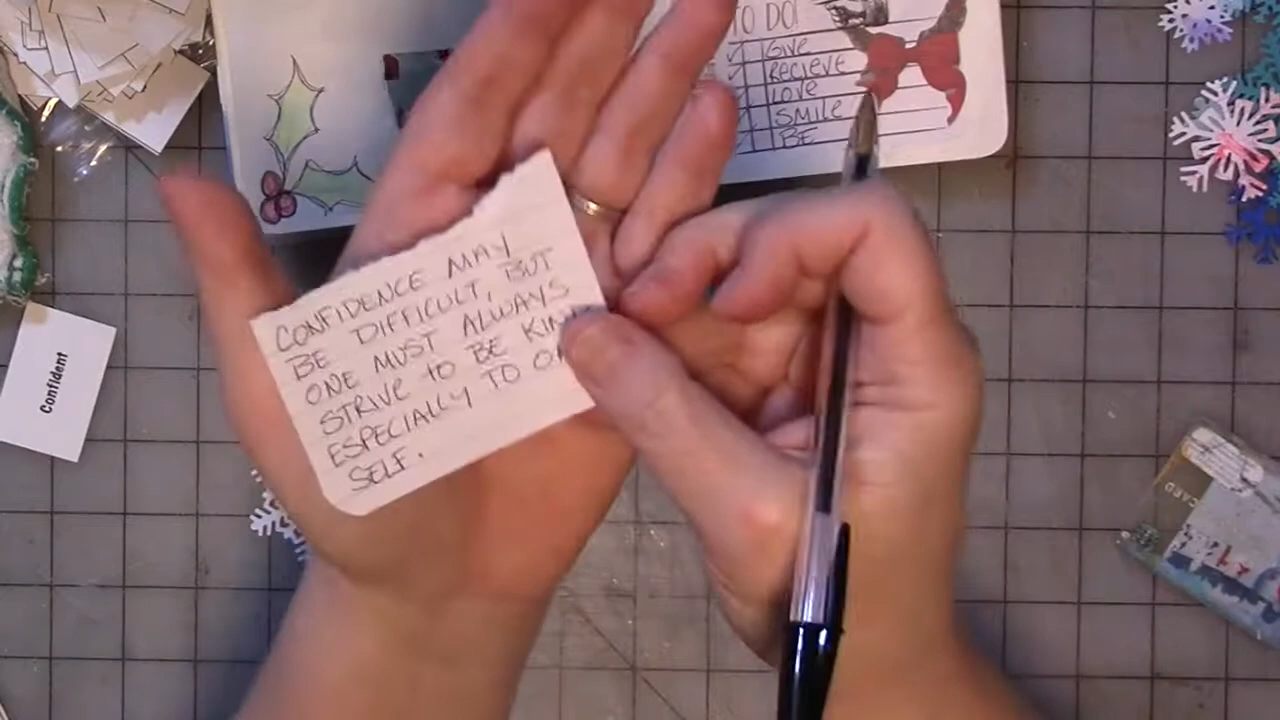 TO DO!
GIVE
RECIEVE
LOVE
SMILE
BE
CONFIDENCE MAY
BE DIFFICULT, BUT
ONE MUST ALWAYS
STRIVE TO BE
ESPECIALLY TO
SELF.
Confident
CARD